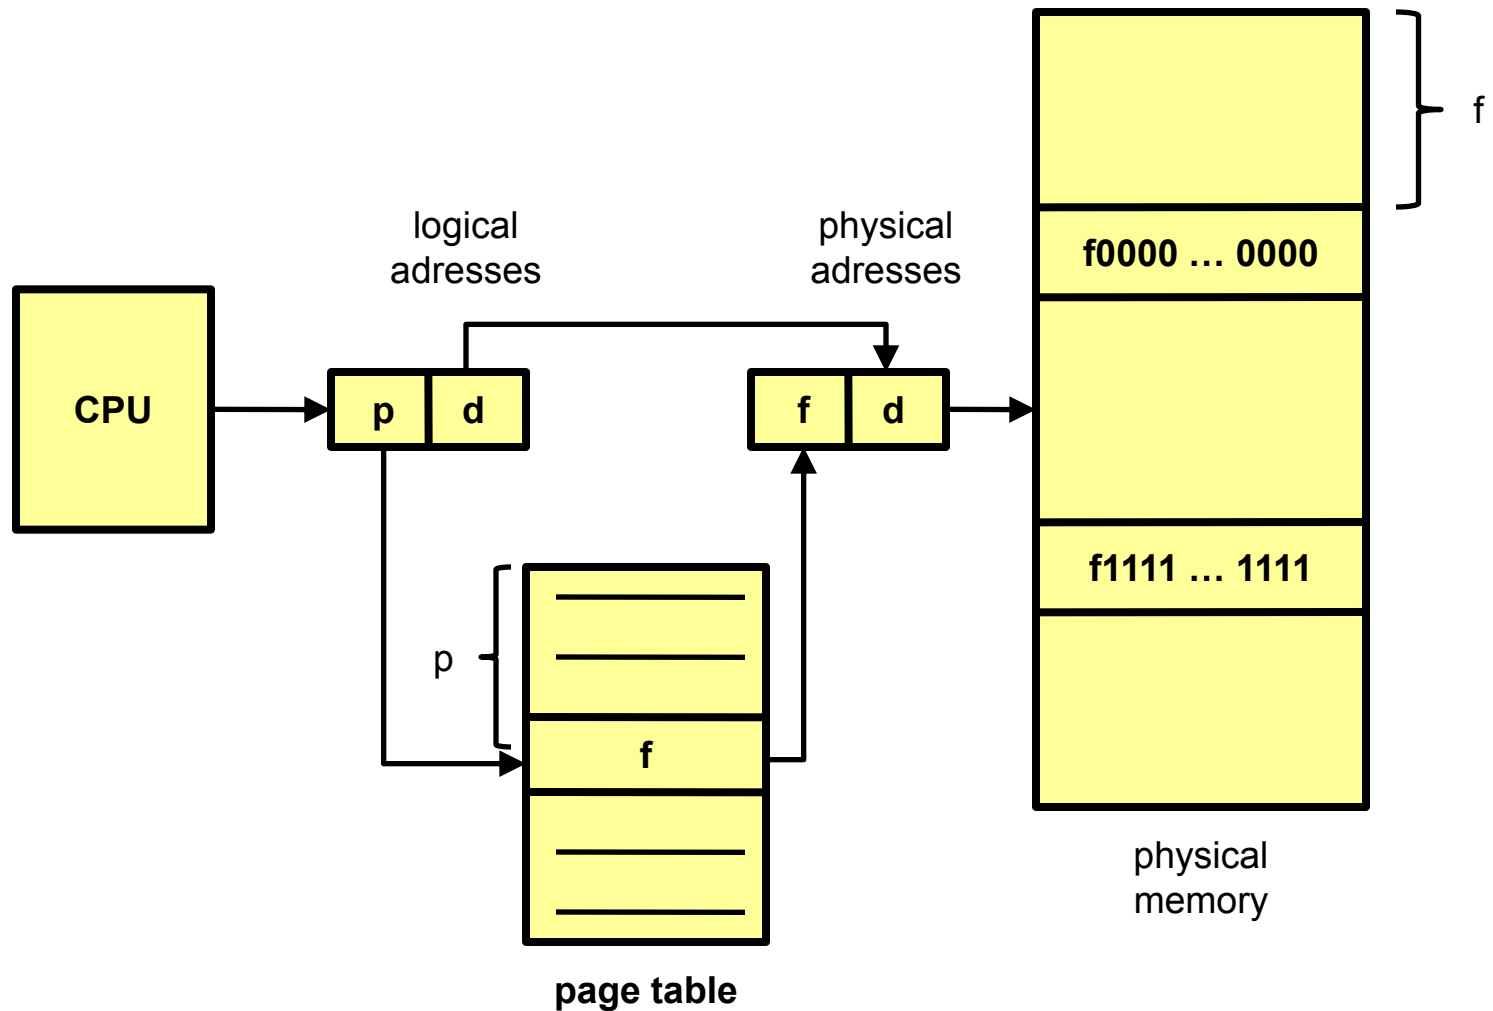 f
logical
adresses
physical
adresses
f0000 … 0000
CPU
p
d
f
d
f1111 … 1111
p
f
physical
memory
page table